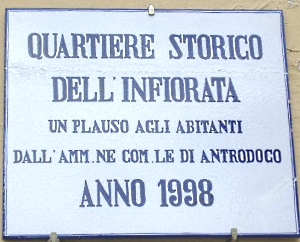 QUARTIERE STORICO
DELL'INFIORATA
UN PLAUSO AGLI ABITANTI
DALL'AMM.NE COM.LE DI ANTRODOCO
ANNO 1998